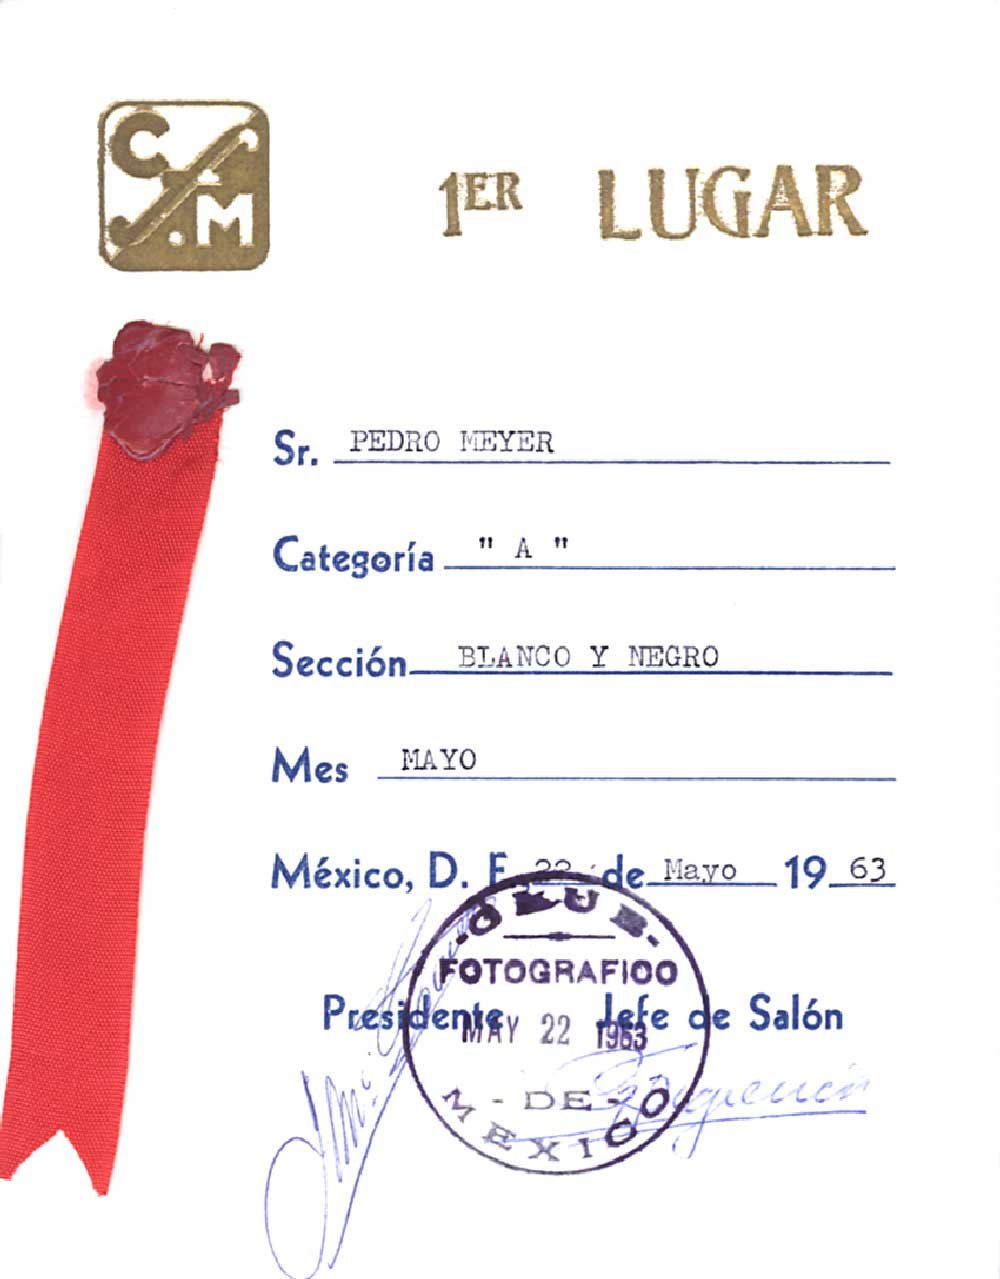 C F. M
1ER LUGAR
Sr. PEDRO MEYER
Categoría " A "
Sección BLANCO Y NEGRO
Mes MAYO
México, D. F. 22 de Mayo 19 63
CLUB
FOTOGRAFICO
Presidente Jefe de Salón
MAY 22 1963
- DE -
MEXICO